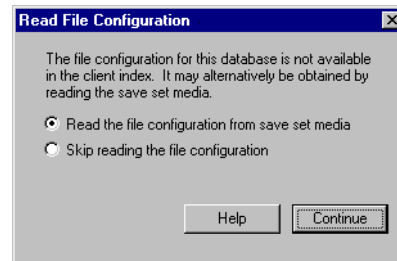 Read File Configuration
The file configuration for this database is not available
in the client index.  It may alternatively be obtained by
reading the save set media.
Read the file configuration from save set media
Skip reading the file configuration
Help Continue